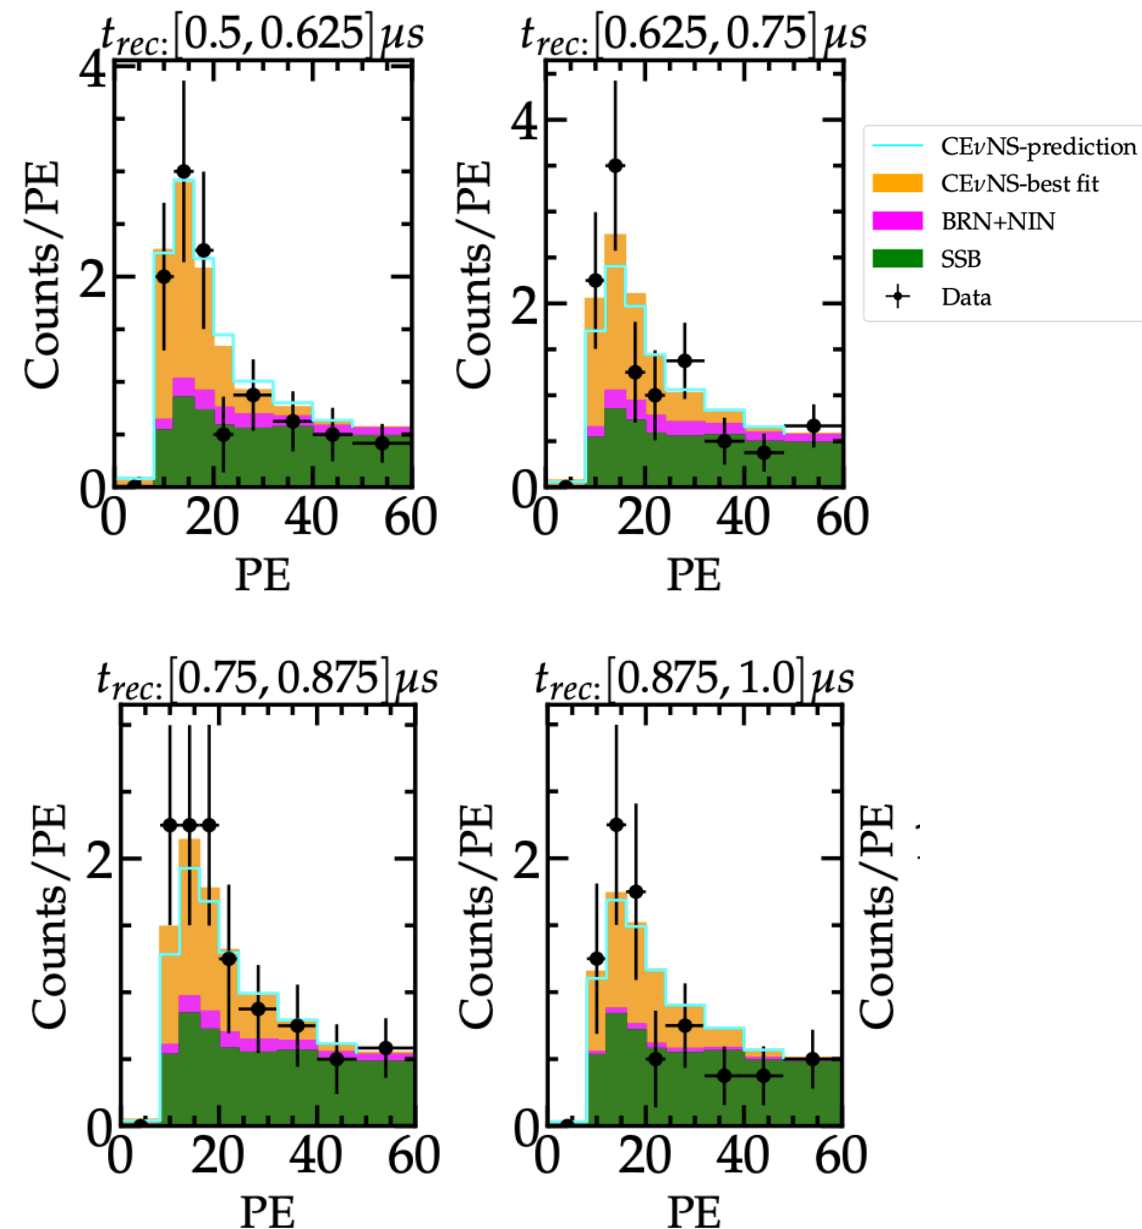 t_rec:[0.5, 0.625]μs
4
2
0
Counts/PE
0 20 40 60
PE
t_rec:[0.625, 0.75]μs
4
2
0
Counts/PE
0 20 40 60
PE
CEνNS-prediction
CEνNS-best fit
BRN+NIN
SSB
Data
t_rec:[0.75, 0.875]μs
2
0
Counts/PE
0 20 40 60
PE
t_rec:[0.875, 1.0]μs
2
0
Counts/PE
0 20 40 60
PE
Counts/PE